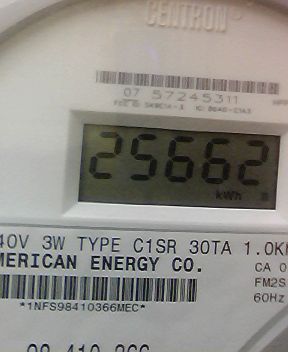 CENTRON®
07 57245311
25662
kWh
40V 3W TYPE C1SR 30TA 1.0K
MERICAN ENERGY CO.
CA 0
FM2S
60Hz
*1NFS98410366MEC*